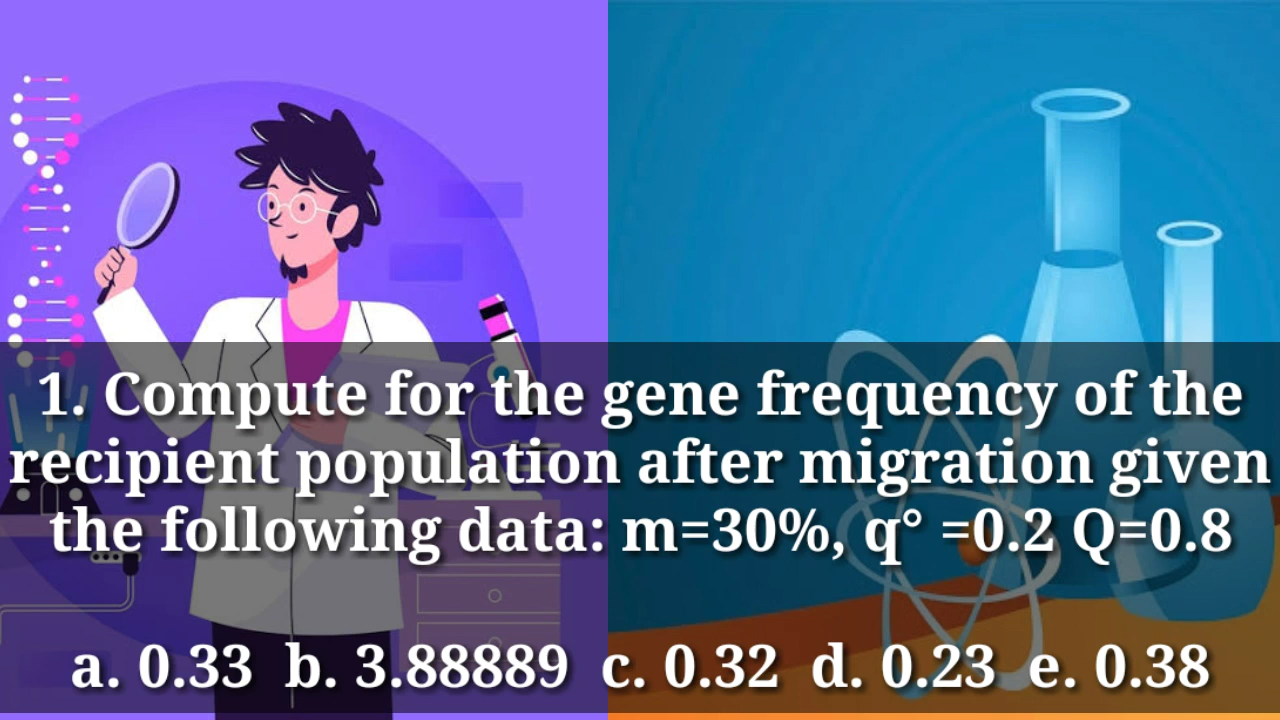 1. Compute for the gene frequency of the
recipient population after migration given
the following data: m=30%, q° =0.2 Q=0.8
a. 0.33 b. 3.88889 c. 0.32 d. 0.23 e. 0.38